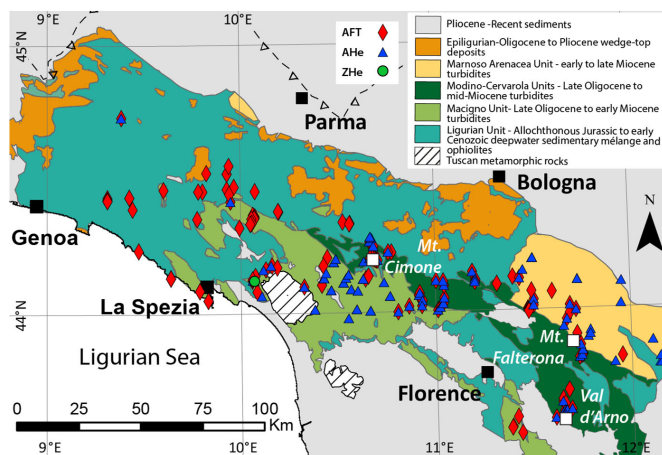 9°E
10°E
45°N
45°N
AFT
AHe
ZHe
Pliocene -Recent sediments
Epiligurian-Oligocene to Pliocene wedge-top
deposits
Marnoso Arenacea Unit - early to late Miocene
turbidites
Modino-Cervarola Units - Late Oligocene to
mid-Miocene turbidites
Macigno Unit- Late Oligocene to early Miocene
turbidites
Ligurian Unit - Allochthonous Jurassic to early
Cenozoic deepwater sedimentary mélange and
ophiolites
Tuscan metamorphic rocks
Parma
Bologna
N
Genoa
Mt.
Cimone
La Spezia
44°N
44°N
Mt.
Falterona
Ligurian Sea
Florence
Val
d'Arno
0 25 50 75 100
Km
9°E
10°E
11°E
12°E